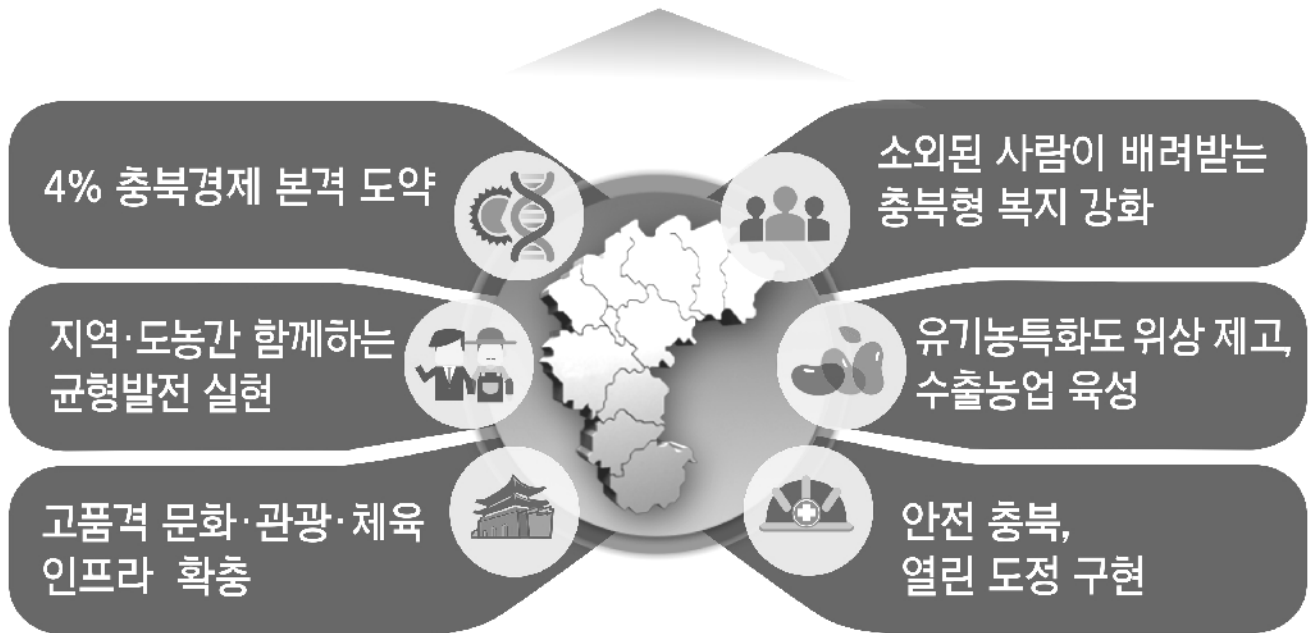 4% 충북경제 본격 도약
지역·도농간 함께하는
균형발전 실현
고품격 문화·관광·체육
인프라 확충
소외된 사람이 배려받는
충북형 복지 강화
유기농특화도 위상 제고,
수출농업 육성
안전 충북,
열린 도정 구현